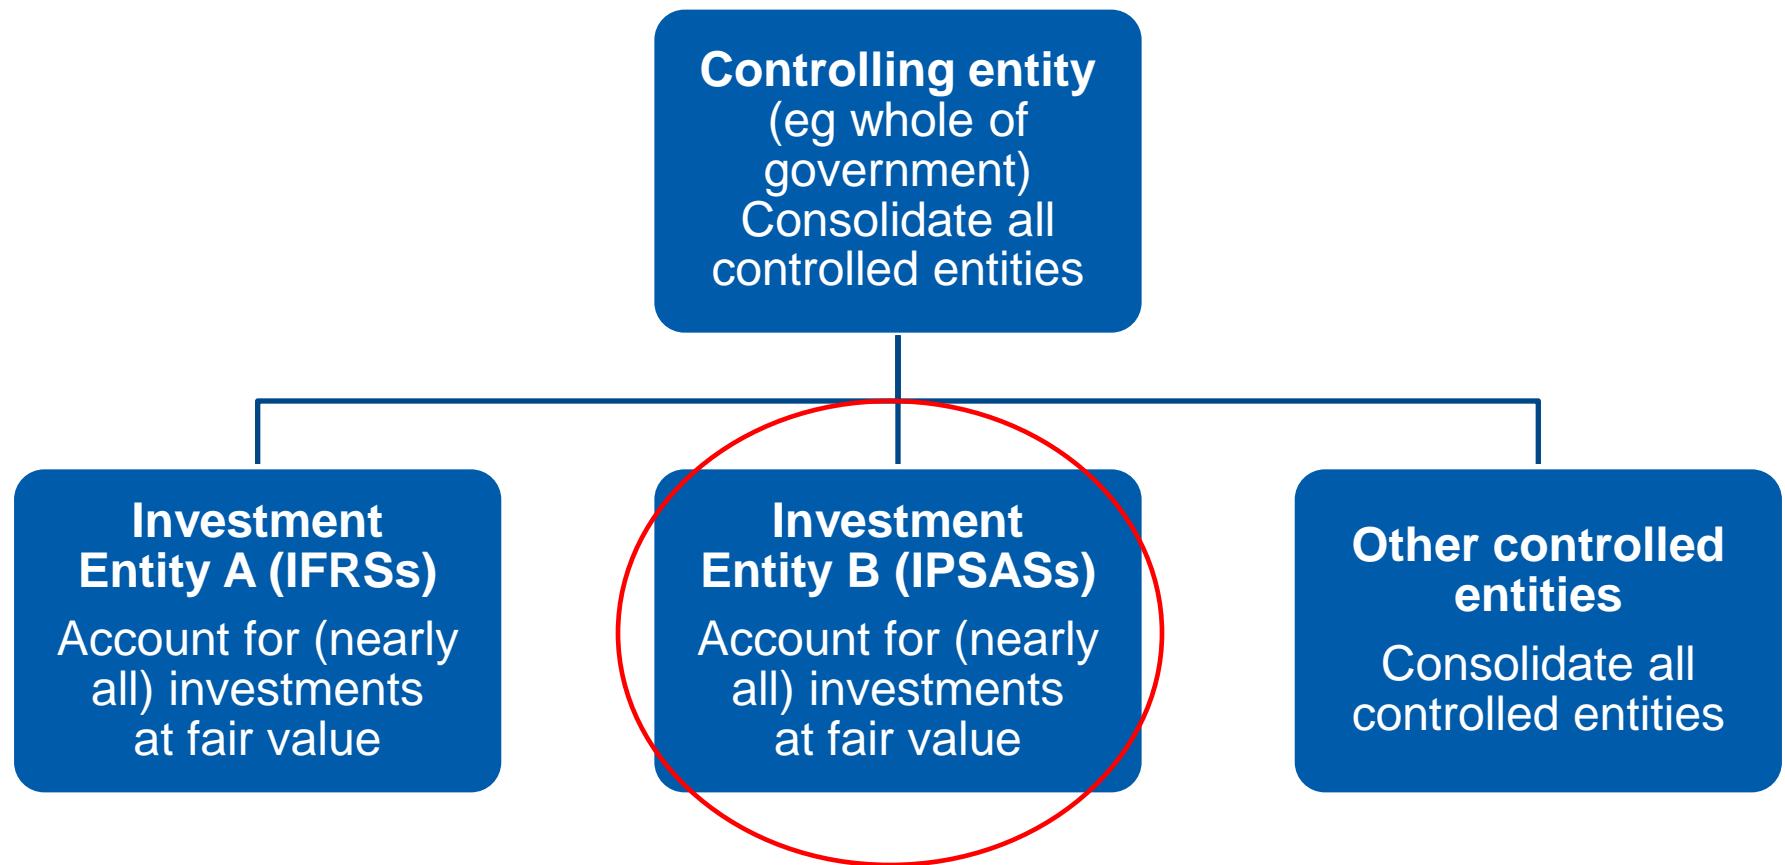 Controlling entity
(eg whole of
government)
Consolidate all
controlled entities
Investment
Entity A (IFRSs)
Account for (nearly
all) investments
at fair value
Investment
Entity B (IPSASs)
Account for (nearly
all) investments
at fair value
Other controlled
entities
Consolidate all
controlled entities